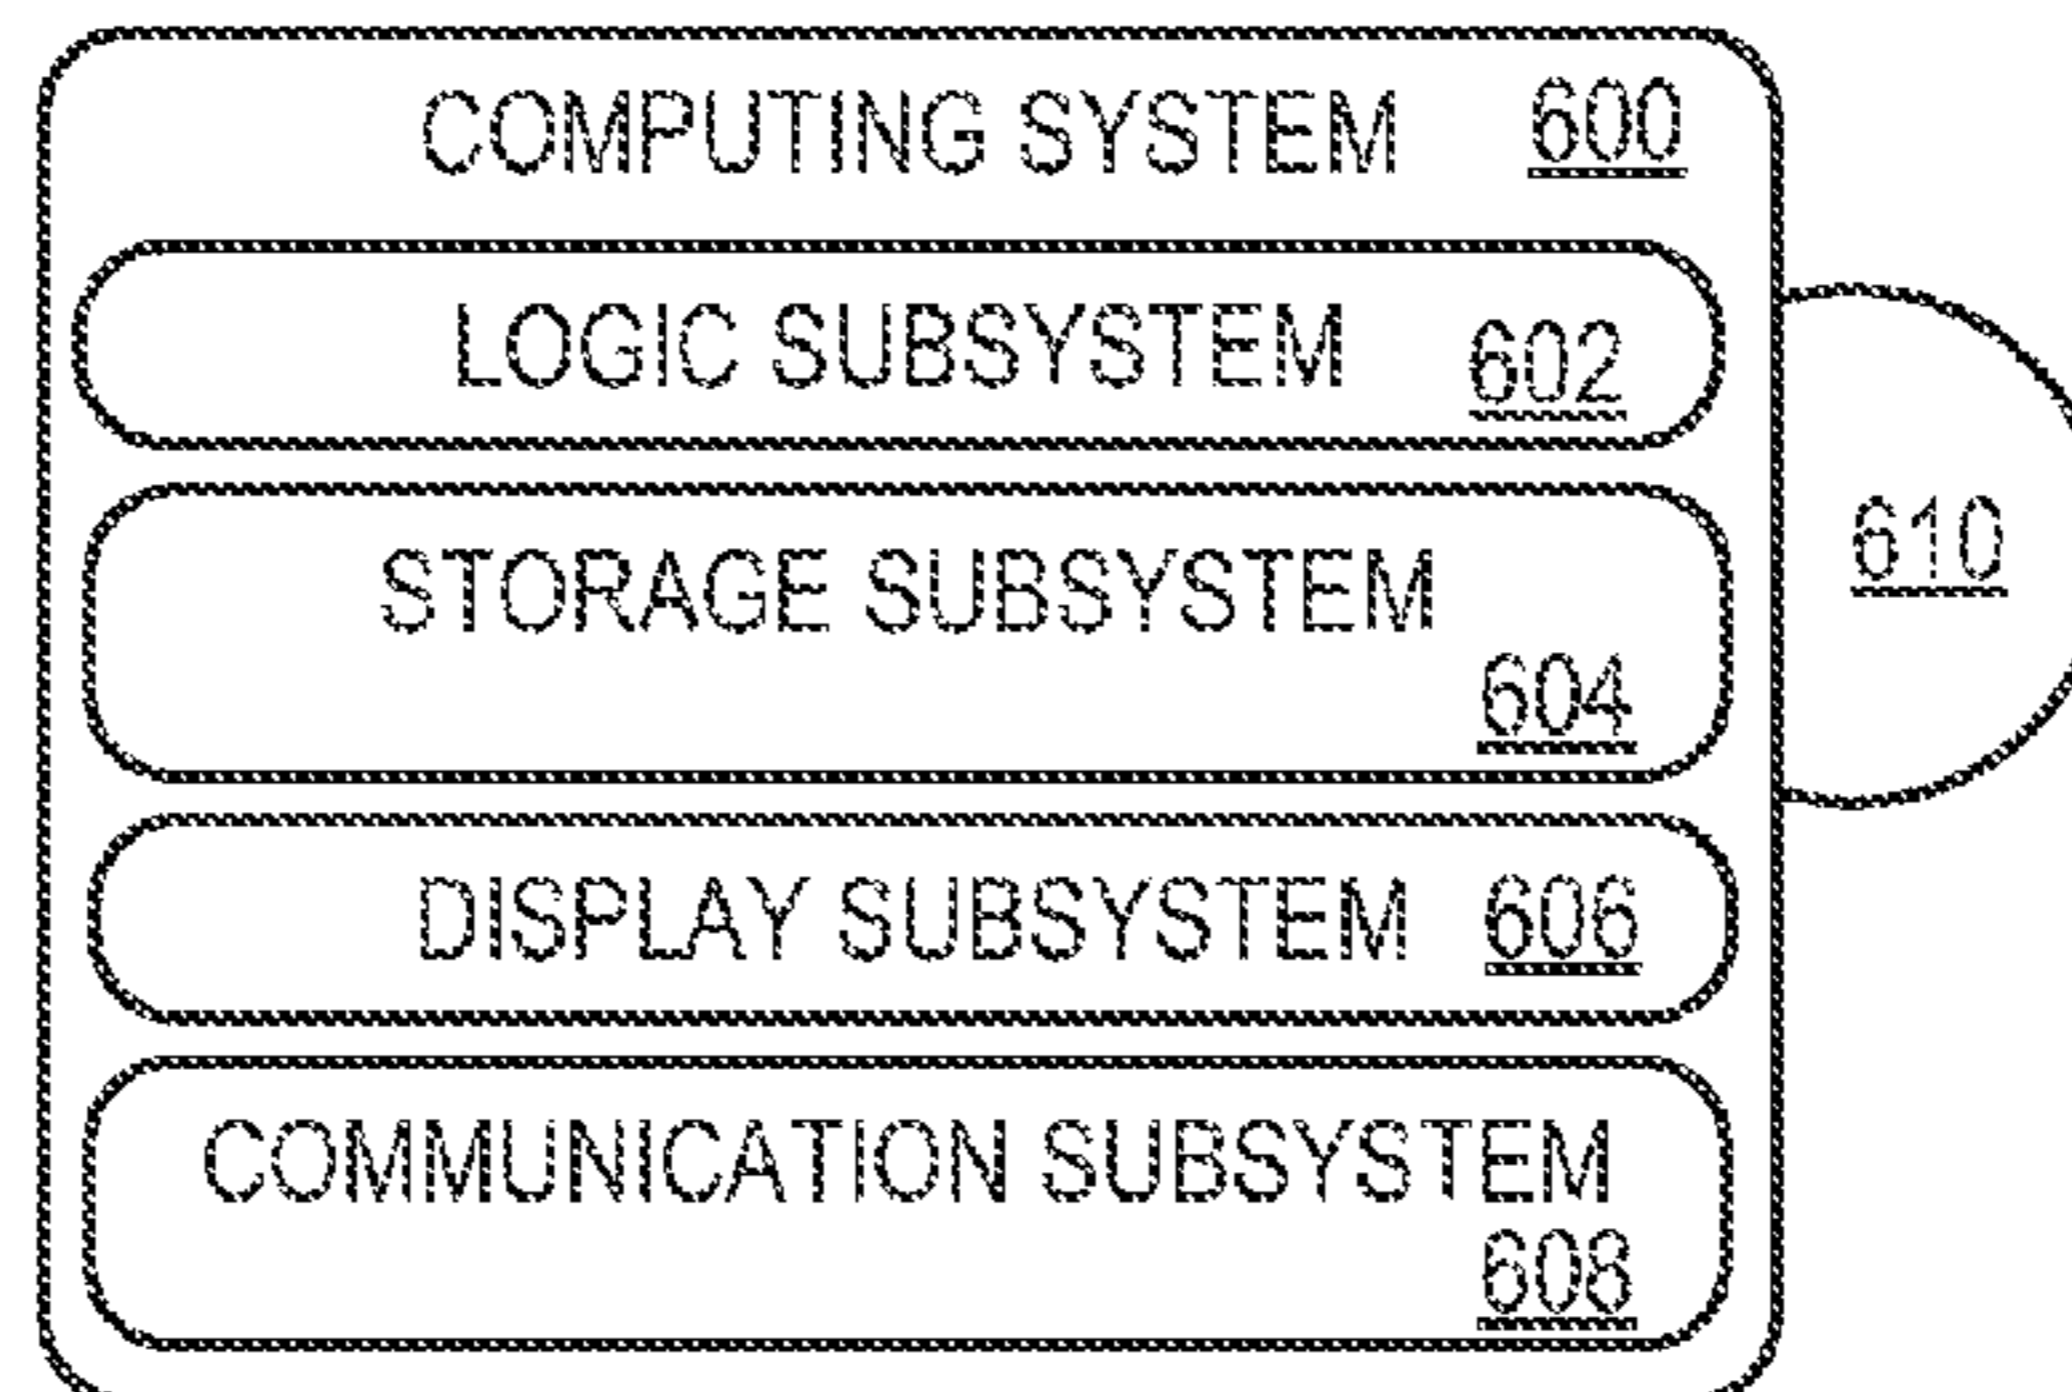 COMPUTING SYSTEM 600
LOGIC SUBSYSTEM 602
STORAGE SUBSYSTEM
604
610
DISPLAY SUBSYSTEM 606
COMMUNICATION SUBSYSTEM
608